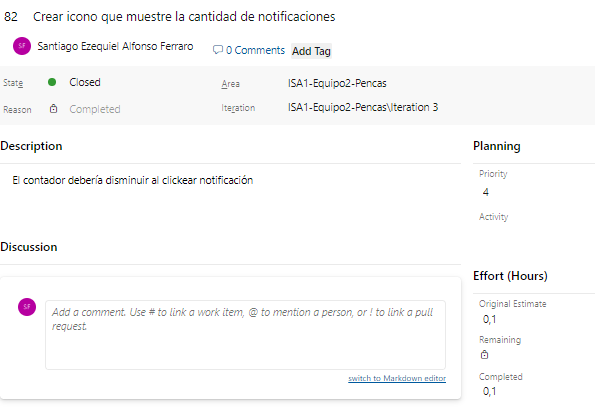 82 Crear icono que muestre la cantidad de notificaciones
SF Santiago Ezequiel Alfonso Ferraro 0 Comments Add Tag
State Closed Area ISA1-Equipo2-Pencas
Reason Completed Iteration ISA1-Equipo2-Pencas\Iteration 3
Description
El contador debería disminuir al clickear notificación
Planning
Priority
4
Activity
Discussion
SF
Add a comment. Use # to link a work item, @ to mention a person, or ! to link a pull
request.
switch to Markdown editor
Effort (Hours)
Original Estimate
0,1
Remaining
Completed
0,1